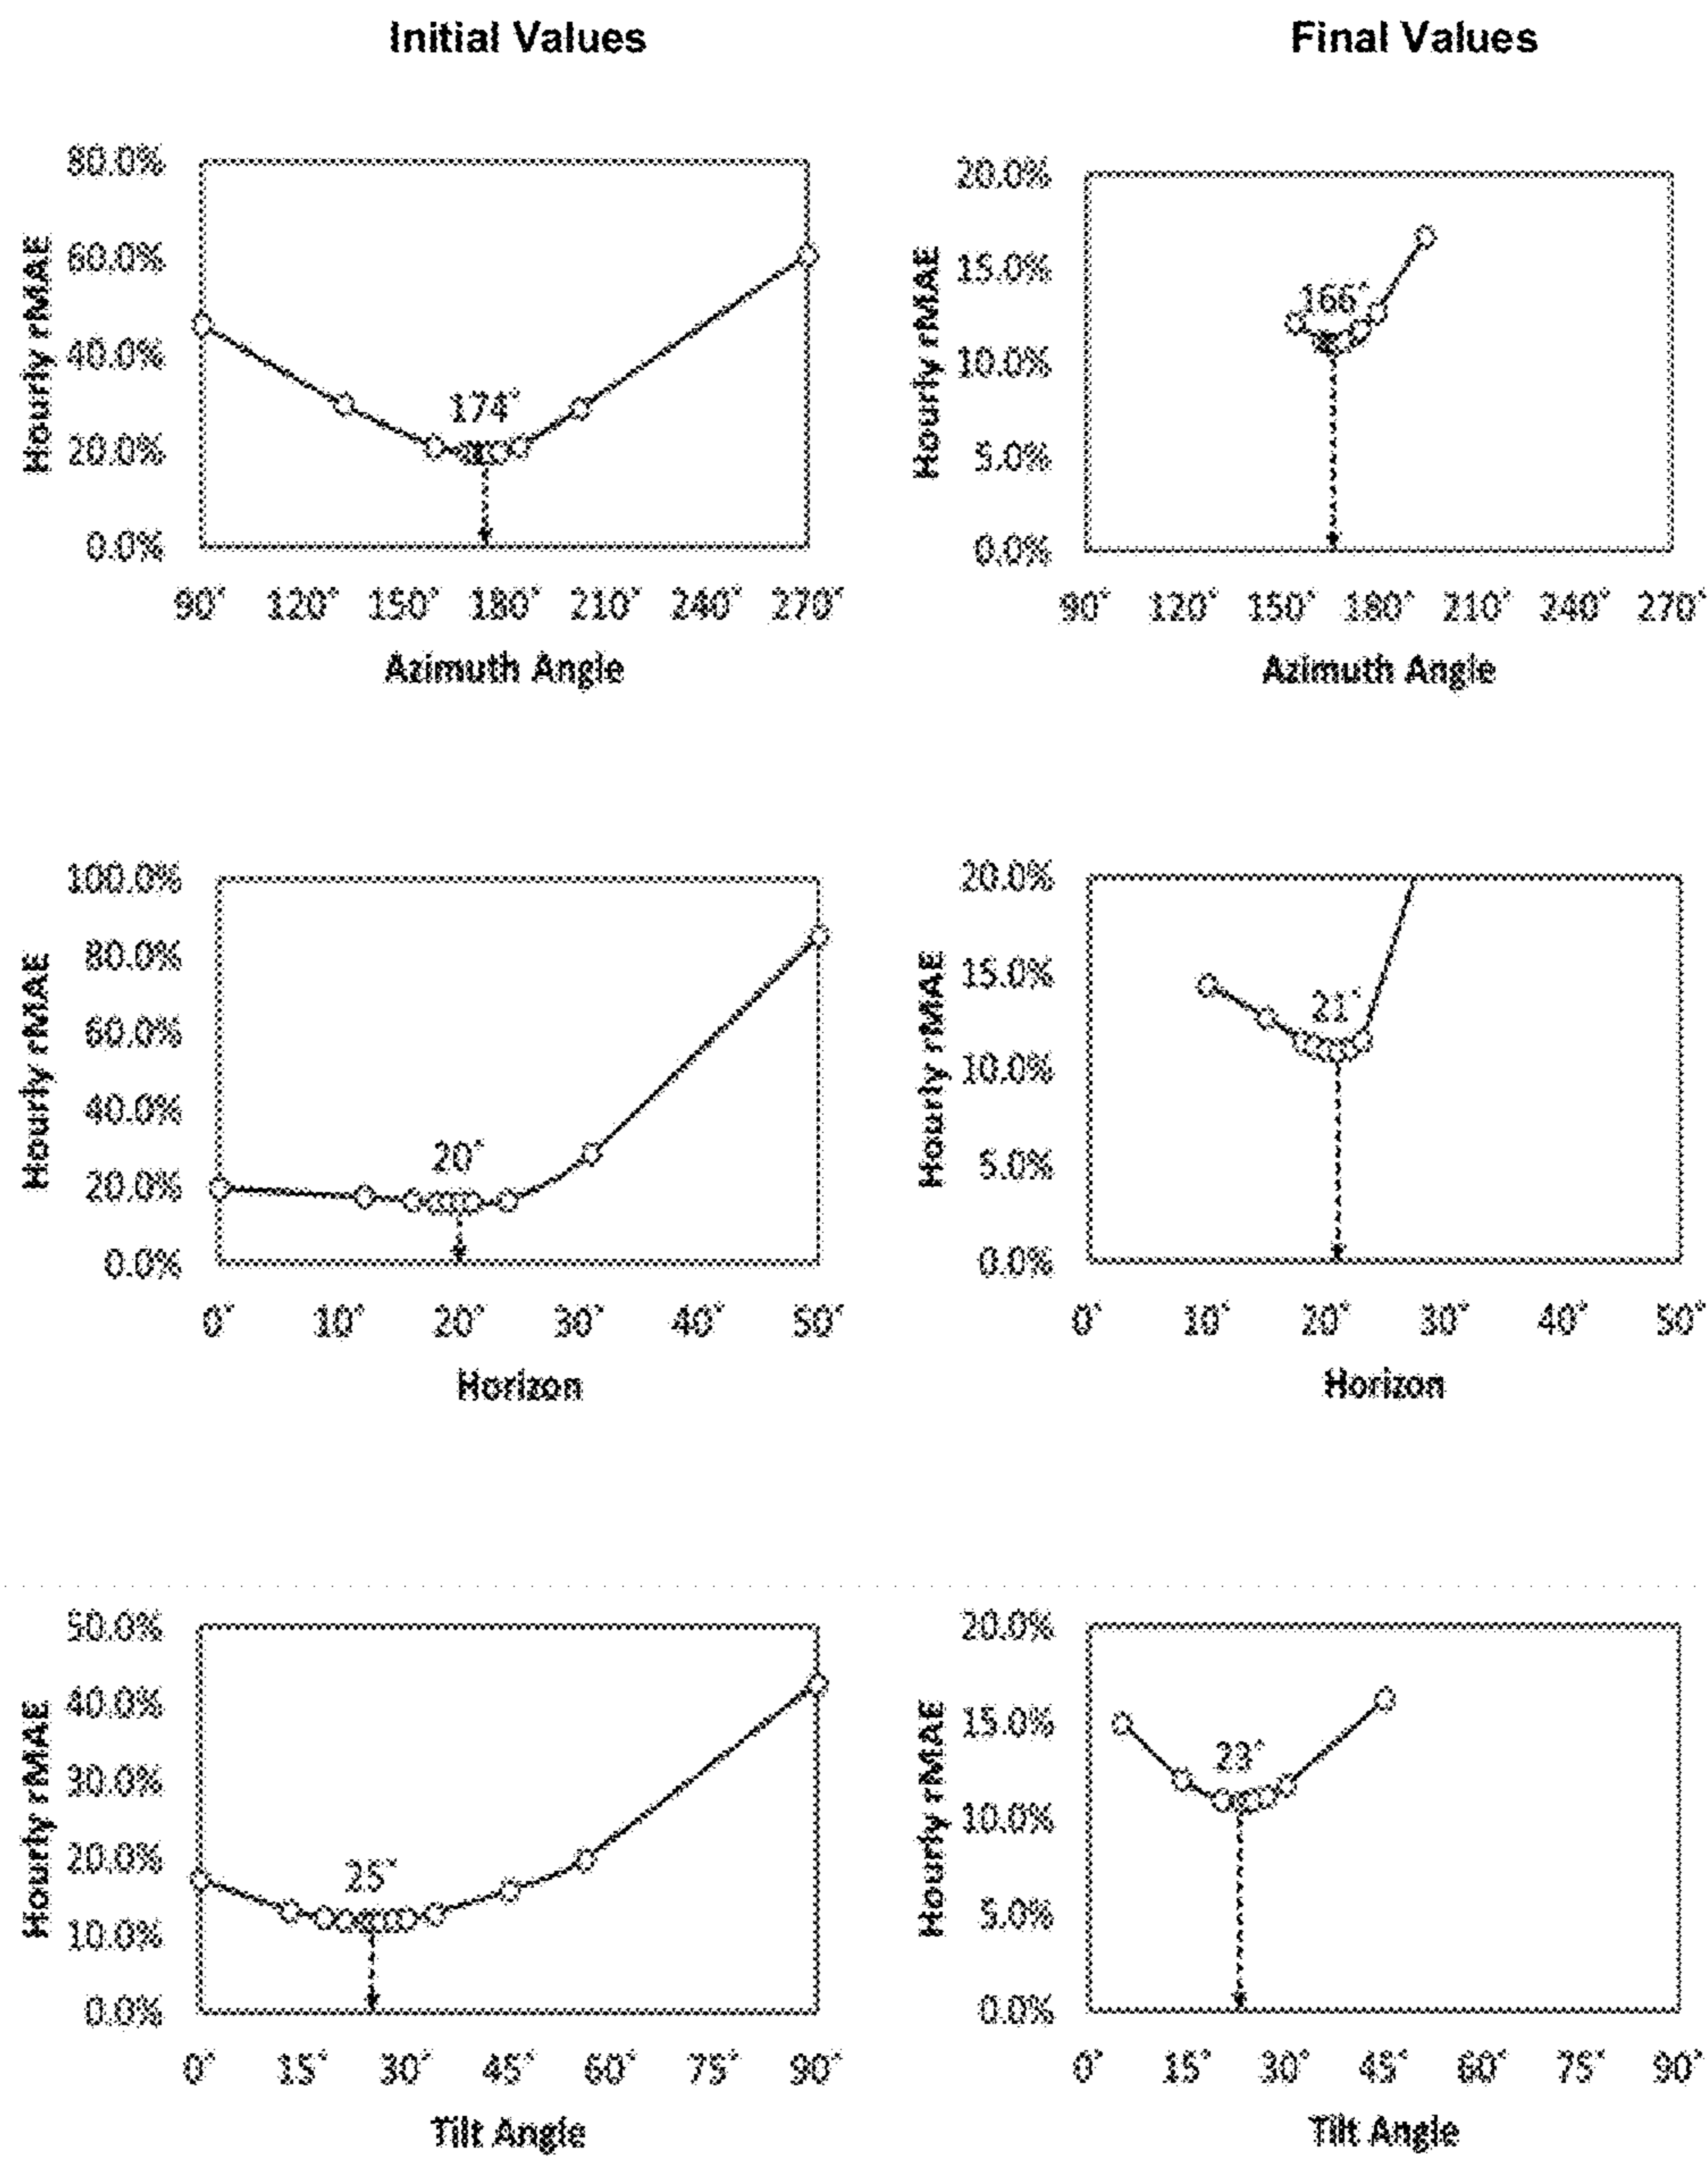 Initial Values
Final Values
80.0%
60.0%
40.0%
20.0%
0.0%
Hourly rMAE
174°
90° 120° 150° 180° 210° 240° 270°
Azimuth Angle
20.0%
15.0%
10.0%
5.0%
0.0%
Hourly rMAE
166°
90° 120° 150° 180° 210° 240° 270°
Azimuth Angle
100.0%
80.0%
60.0%
40.0%
20.0%
0.0%
Hourly rMAE
20°
0° 10° 20° 30° 40° 50°
Horizon
20.0%
15.0%
10.0%
5.0%
0.0%
Hourly rMAE
21°
0° 10° 20° 30° 40° 50°
Horizon
50.0%
40.0%
30.0%
20.0%
10.0%
0.0%
Hourly rMAE
25°
0° 15° 30° 45° 60° 75° 90°
Tilt Angle
20.0%
15.0%
10.0%
5.0%
0.0%
Hourly rMAE
23°
0° 15° 30° 45° 60° 75° 90°
Tilt Angle